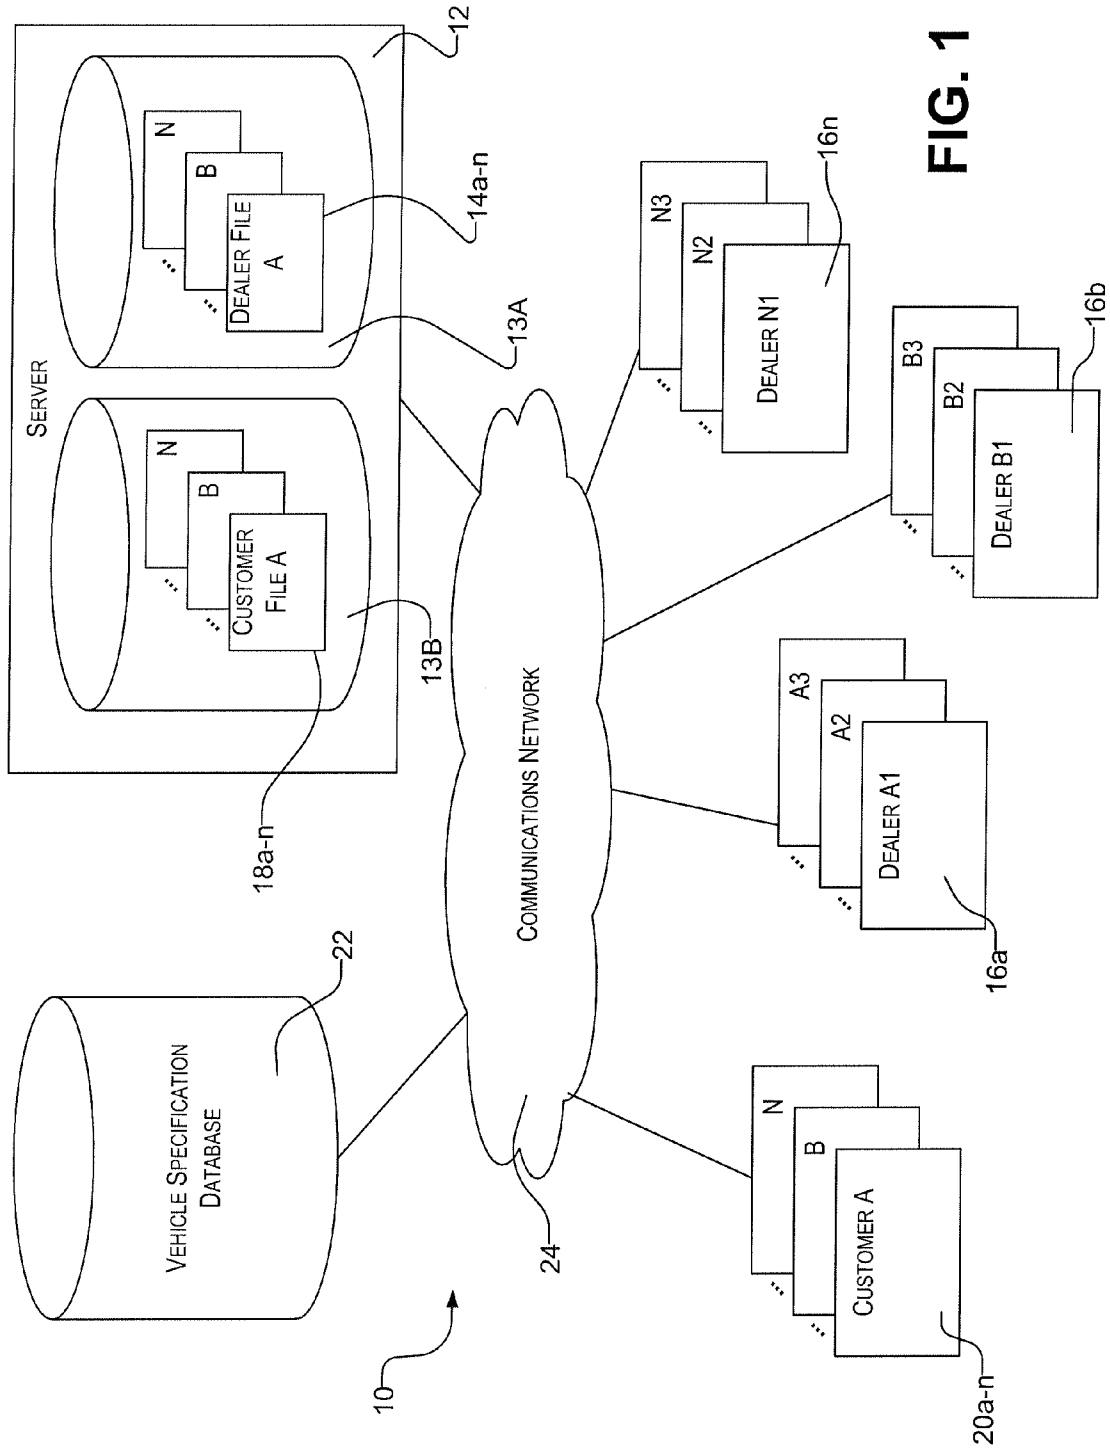 10
VEHICLE SPECIFICATION
DATABASE
22
SERVER
12
CUSTOMER
FILE A
B
N
18a-n
13B
DEALER FILE
A
B
N
14a-n
13A
COMMUNICATIONS NETWORK
24
CUSTOMER A
B
N
20a-n
DEALER A1
A2
A3
16a
DEALER B1
B2
B3
16b
DEALER N1
N2
N3
16n
FIG. 1